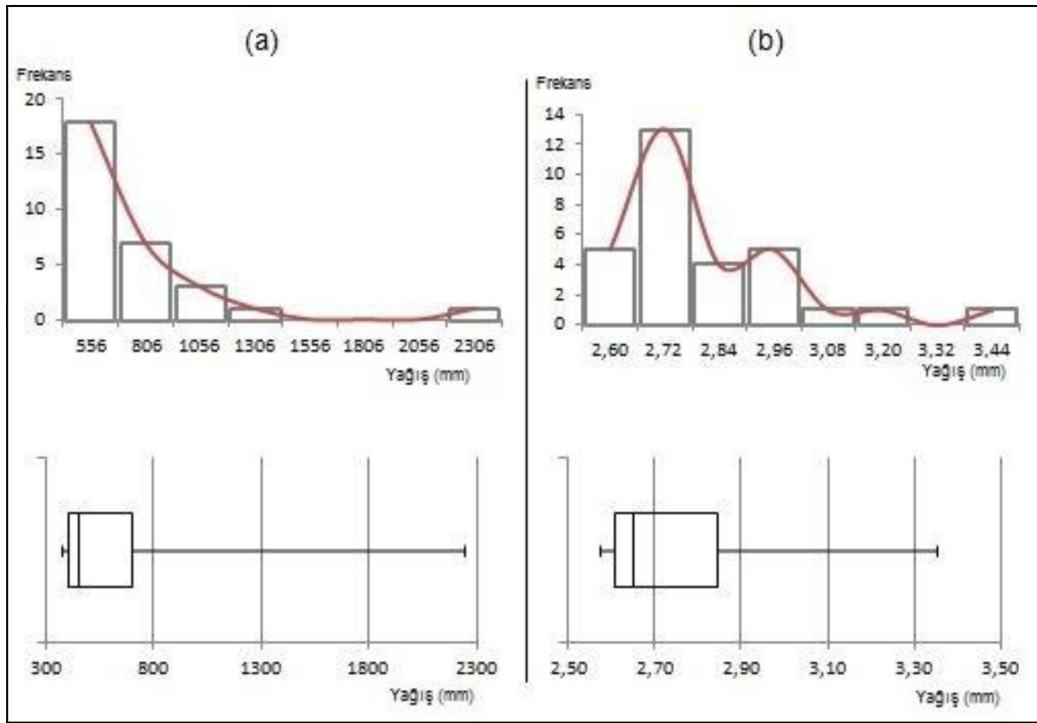 (a)
Frekans
20
15
10
5
0
556 806 1056 1306 1556 1806 2056 2306
Yağış (mm)
300 800 1300 1800 2300
Yağış (mm)
(b)
Frekans
14
12
10
8
6
4
2
0
2,60 2,72 2,84 2,96 3,08 3,20 3,32 3,44
Yağış (mm)
2,50 2,70 2,90 3,10 3,30 3,50
Yağış (mm)